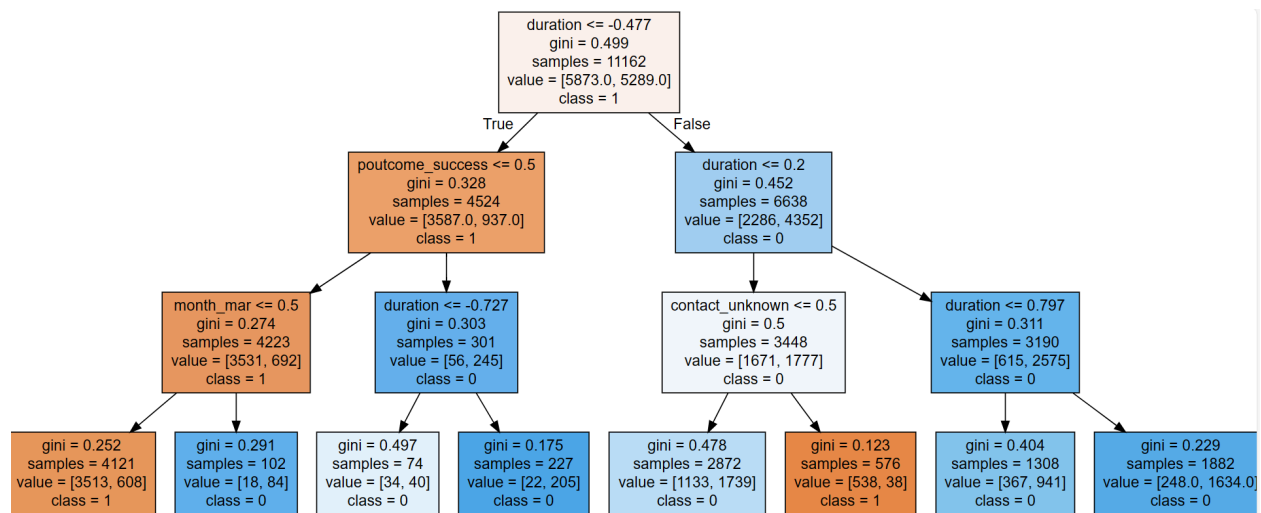 duration <= -0.477
gini = 0.499
samples = 11162
value = [5873.0, 5289.0]
class = 1
True
False
poutcome_success <= 0.5
gini = 0.328
samples = 4524
value = [3587.0, 937.0]
class = 1
duration <= 0.2
gini = 0.452
samples = 6638
value = [2286, 4352]
class = 0
month_mar <= 0.5
gini = 0.274
samples = 4223
value = [3531, 692]
class = 1
duration <= -0.727
gini = 0.303
samples = 301
value = [56, 245]
class = 0
contact_unknown <= 0.5
gini = 0.5
samples = 3448
value = [1671, 1777]
class = 0
duration <= 0.797
gini = 0.311
samples = 3190
value = [615, 2575]
class = 0
gini = 0.252
samples = 4121
value = [3513, 608]
class = 1
gini = 0.291
samples = 102
value = [18, 84]
class = 0
gini = 0.497
samples = 74
value = [34, 40]
class = 0
gini = 0.175
samples = 227
value = [22, 205]
class = 0
gini = 0.478
samples = 2872
value = [1133, 1739]
class = 0
gini = 0.123
samples = 576
value = [538, 38]
class = 1
gini = 0.404
samples = 1308
value = [367, 941]
class = 0
gini = 0.229
samples = 1882
value = [248.0, 1634.0]
class = 0